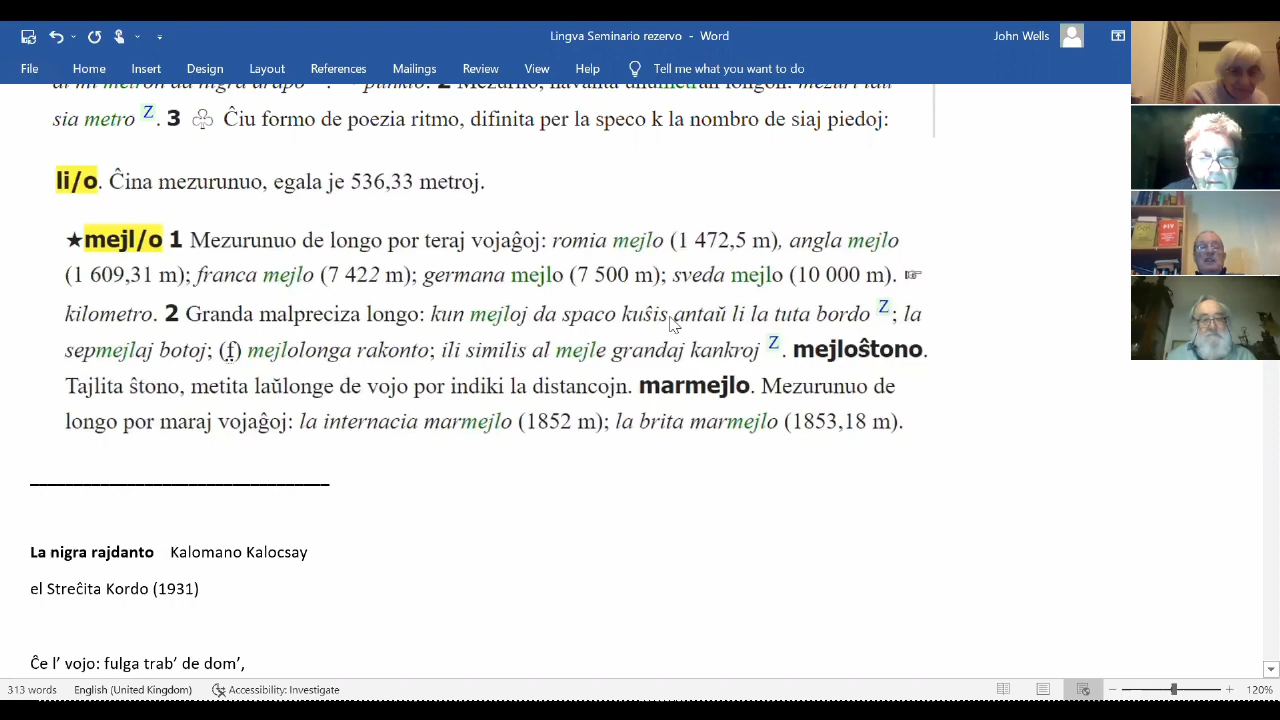 Lingva Seminario rezervo - Word
John Wells
File Home Insert Design Layout References Mailings Review View Help Tell me what you want to do
sia metro Z. 3 ♧ Ĉiu formo de poezia ritmo, difinita per la speco k la nombro de siaj piedoj:
li/o. Ĉina mezurunuo, egala je 536,33 metroj.
★mejl/o 1 Mezurunuo de longo por teraj vojaĝoj: romia mejlo (1 472,5 m), angla mejlo
(1 609,31 m); franca mejlo (7 422 m); germana mejlo (7 500 m); sveda mejlo (10 000 m). ☞
kilometro. 2 Granda malpreciza longo: kun mejloj da spaco kuŝis antaŭ li la tuta bordo Z; la
sepmejlaj botoj; (f) mejlolonga rakonto; ili similis al mejle grandaj kankroj Z. mejloŝtono.
Tajlita ŝtono, metita laŭlonge de vojo por indiki la distancojn. marmejlo. Mezurunuo de
longo por maraj vojaĝoj: la internacia marmejlo (1852 m); la brita marmejlo (1853,18 m).
La nigra rajdanto Kalomano Kalocsay
el Streĉita Kordo (1931)
Ĉe l’ vojo: fulga trab’ de dom’,
313 words English (United Kingdom) Accessibility: Investigate 120%